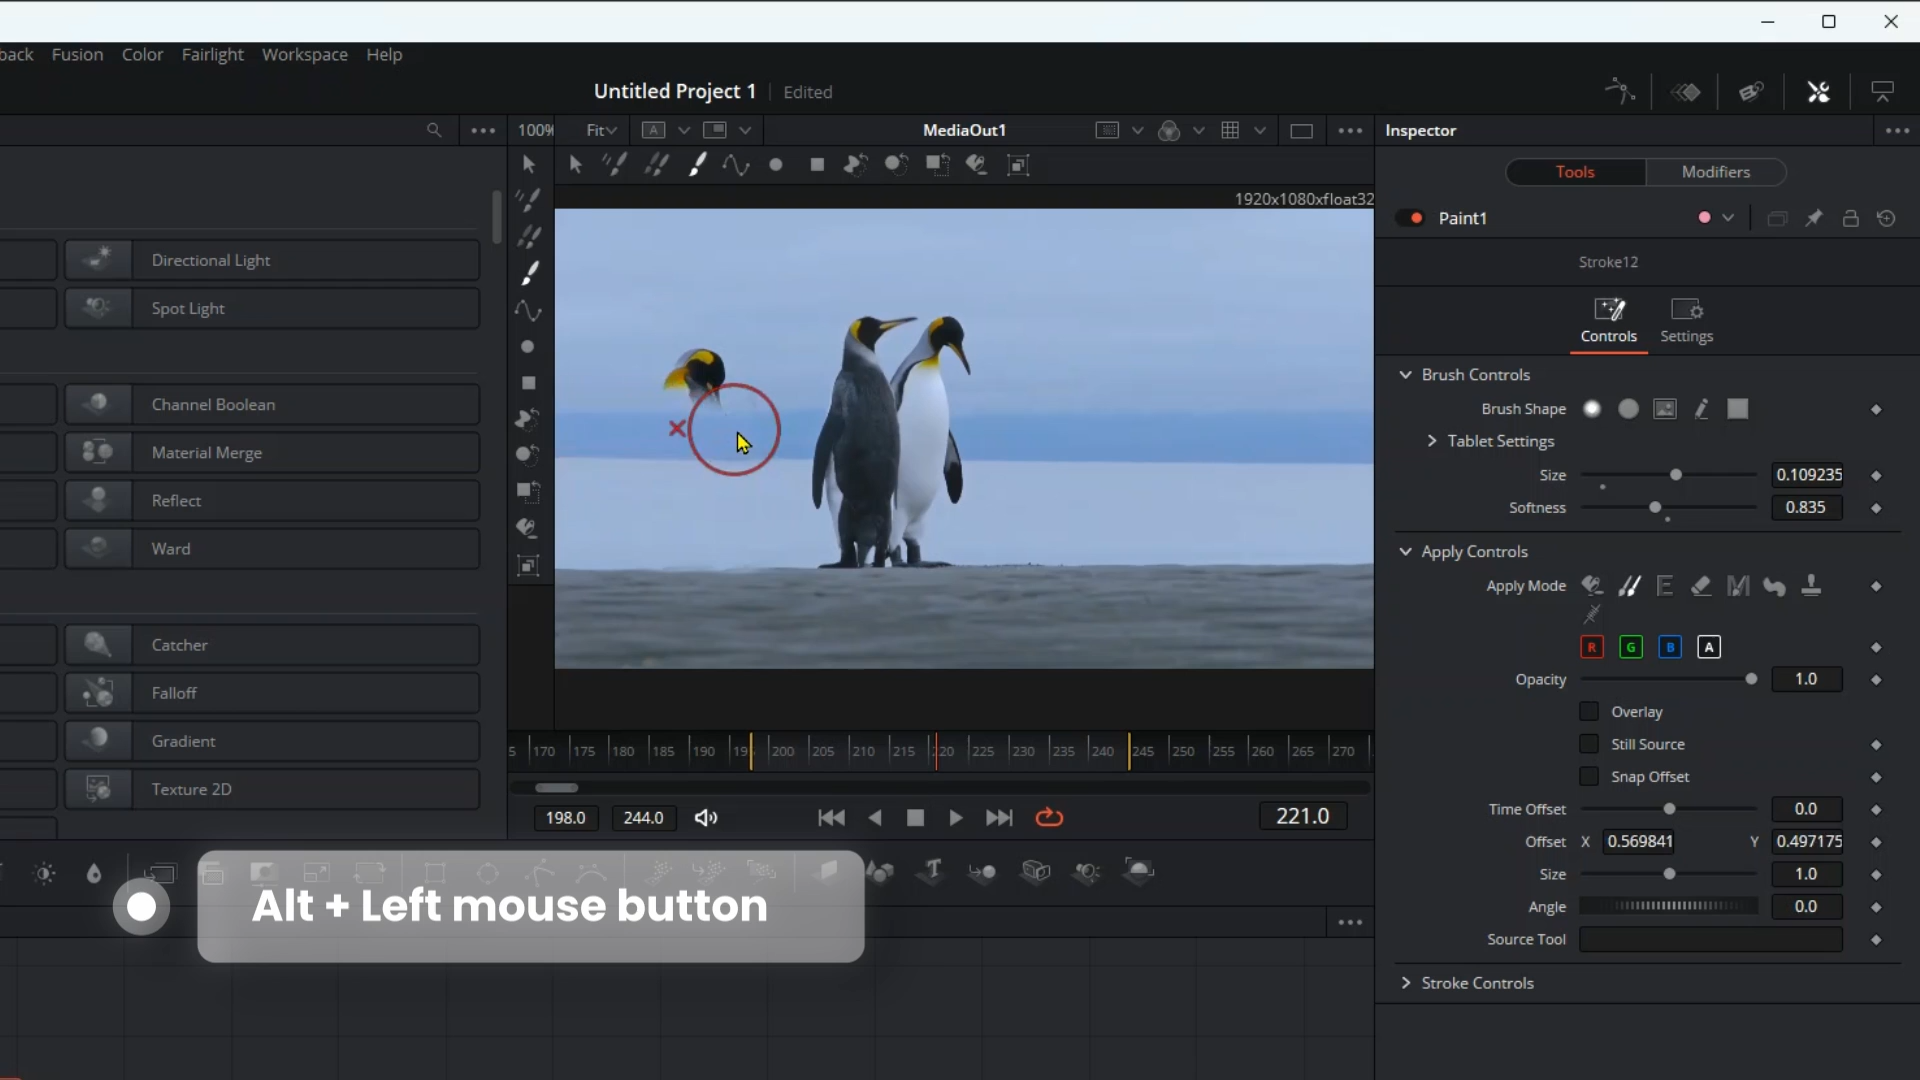 back Fusion Color Fairlight Workspace Help
Untitled Project 1 Edited
100% Fit A MediaOut1 Inspector
Tools Modifiers
1920x1080xfloat32
Paint1
Stroke12
Directional Light
Spot Light
Controls Settings
Brush Controls
Channel Boolean
Brush Shape
Tablet Settings
Material Merge
Size 0.109235
Reflect
Softness 0.835
Ward
Apply Controls
Apply Mode E M
Catcher
R G B A
Opacity 1.0
Falloff
Overlay
Gradient
Still Source
5 170 175 180 185 190 19 200 205 210 215 220 225 230 235 240 245 250 255 260 265 270
Snap Offset
Texture 2D
Time Offset 0.0
198.0 244.0 221.0
Offset X 0.569841 Y 0.497175
Size 1.0
Alt + Left mouse button
T
Angle 0.0
Source Tool
Stroke Controls